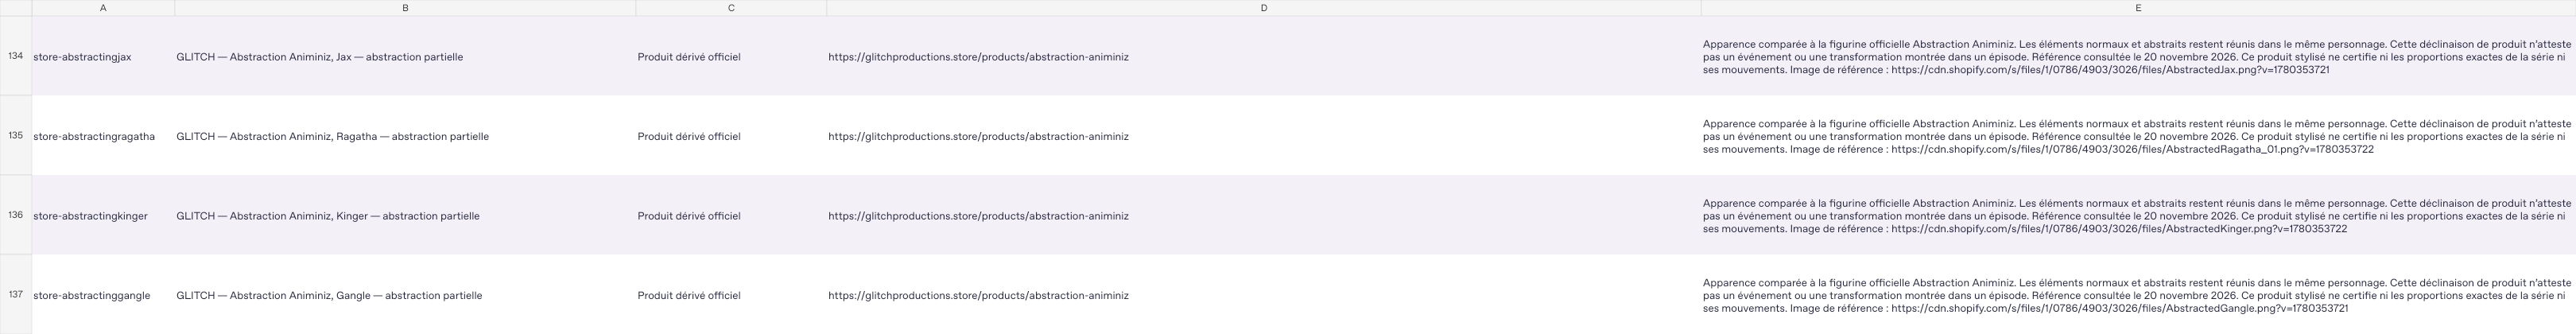 A B C D E
134 store-abstractingjax GLITCH — Abstraction Animiniz, Jax — abstraction partielle Produit dérivé officiel https://glitchproductions.store/products/abstraction-animiniz
Apparence comparée à la figurine officielle Abstraction Animiniz. Les éléments normaux et abstraits restent réunis dans le même personnage. Cette déclinaison de produit n’atteste
pas un événement ou une transformation montrée dans un épisode. Référence consultée le 20 novembre 2026. Ce produit stylisé ne certifie ni les proportions exactes de la série ni
ses mouvements. Image de référence : https://cdn.shopify.com/s/files/1/0786/4903/3026/files/AbstractedJax.png?v=1780353721
135 store-abstractingragatha GLITCH — Abstraction Animiniz, Ragatha — abstraction partielle Produit dérivé officiel https://glitchproductions.store/products/abstraction-animiniz
Apparence comparée à la figurine officielle Abstraction Animiniz. Les éléments normaux et abstraits restent réunis dans le même personnage. Cette déclinaison de produit n’atteste
pas un événement ou une transformation montrée dans un épisode. Référence consultée le 20 novembre 2026. Ce produit stylisé ne certifie ni les proportions exactes de la série ni
ses mouvements. Image de référence : https://cdn.shopify.com/s/files/1/0786/4903/3026/files/AbstractedRagatha_01.png?v=1780353722
136 store-abstractingkinger GLITCH — Abstraction Animiniz, Kinger — abstraction partielle Produit dérivé officiel https://glitchproductions.store/products/abstraction-animiniz
Apparence comparée à la figurine officielle Abstraction Animiniz. Les éléments normaux et abstraits restent réunis dans le même personnage. Cette déclinaison de produit n’atteste
pas un événement ou une transformation montrée dans un épisode. Référence consultée le 20 novembre 2026. Ce produit stylisé ne certifie ni les proportions exactes de la série ni
ses mouvements. Image de référence : https://cdn.shopify.com/s/files/1/0786/4903/3026/files/AbstractedKinger.png?v=1780353722
137 store-abstractinggangle GLITCH — Abstraction Animiniz, Gangle — abstraction partielle Produit dérivé officiel https://glitchproductions.store/products/abstraction-animiniz
Apparence comparée à la figurine officielle Abstraction Animiniz. Les éléments normaux et abstraits restent réunis dans le même personnage. Cette déclinaison de produit n’atteste
pas un événement ou une transformation montrée dans un épisode. Référence consultée le 20 novembre 2026. Ce produit stylisé ne certifie ni les proportions exactes de la série ni
ses mouvements. Image de référence : https://cdn.shopify.com/s/files/1/0786/4903/3026/files/AbstractedGangle.png?v=1780353721